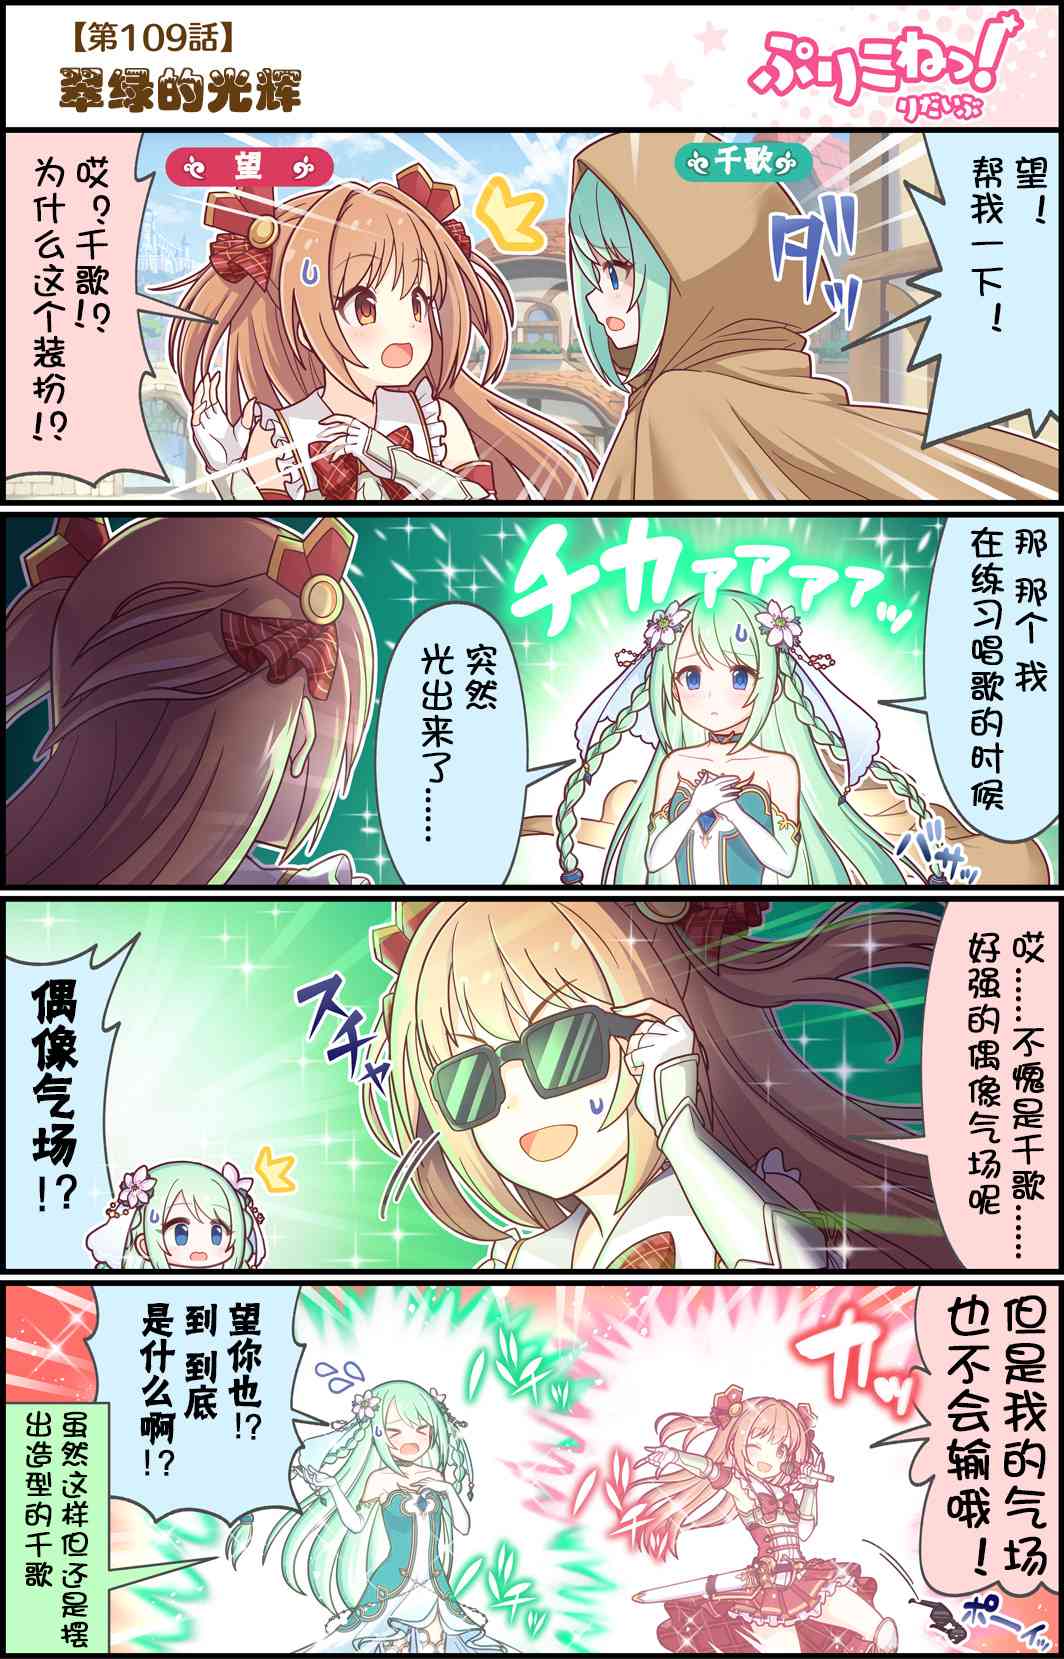 【第109話】
翠绿的光辉
ぷりこねっ!
りだいぶ
望
千歌
望！
帮我一下！
ダッ
哎？千歌!?
为什么这个装扮!?
那 那个我
在练习唱歌的时候
チカァァァァッ
突然
光出来了……
バサッ
哎……不愧是千歌……
好强的偶像气场呢
スチャ
偶像气场!?
但是我的气场
也不会输哦！
カッ
ポーイッ
望你也!?
到 到底
是什么啊!?
虽然这样但还是摆
出造型的千歌